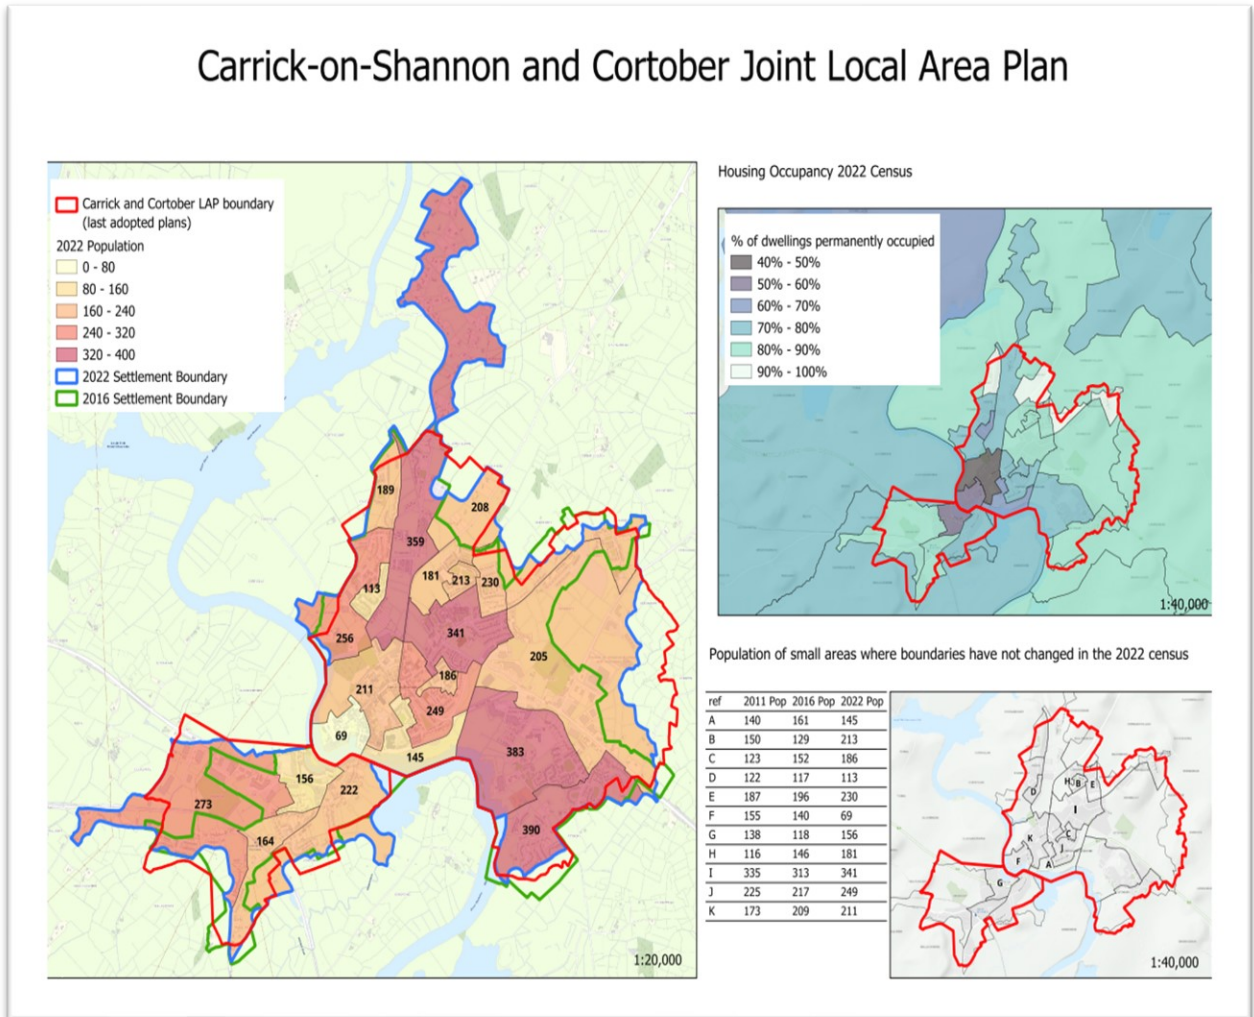 Carrick-on-Shannon and Cortober Joint Local Area Plan
Carrick and Cortober LAP boundary
(last adopted plans)
2022 Population
0 - 80
80 - 160
160 - 240
240 - 320
320 - 400
2022 Settlement Boundary
2016 Settlement Boundary
189
208
359
181
213
230
113
341
256
205
186
211
249
69
145
383
156
222
273
164
390
1:20,000
Housing Occupancy 2022 Census
% of dwellings permanently occupied
40% - 50%
50% - 60%
60% - 70%
70% - 80%
80% - 90%
90% - 100%
1:40,000
Population of small areas where boundaries have not changed in the 2022 census
ref 2011 Pop 2016 Pop 2022 Pop
A 140 161 145
B 150 129 213
C 123 152 186
D 122 117 113
E 187 196 230
F 155 140 69
G 138 118 156
H 116 146 181
I 335 313 341
J 225 217 249
K 173 209 211
H B E
D
I
K C
J
F A
G
1:40,000